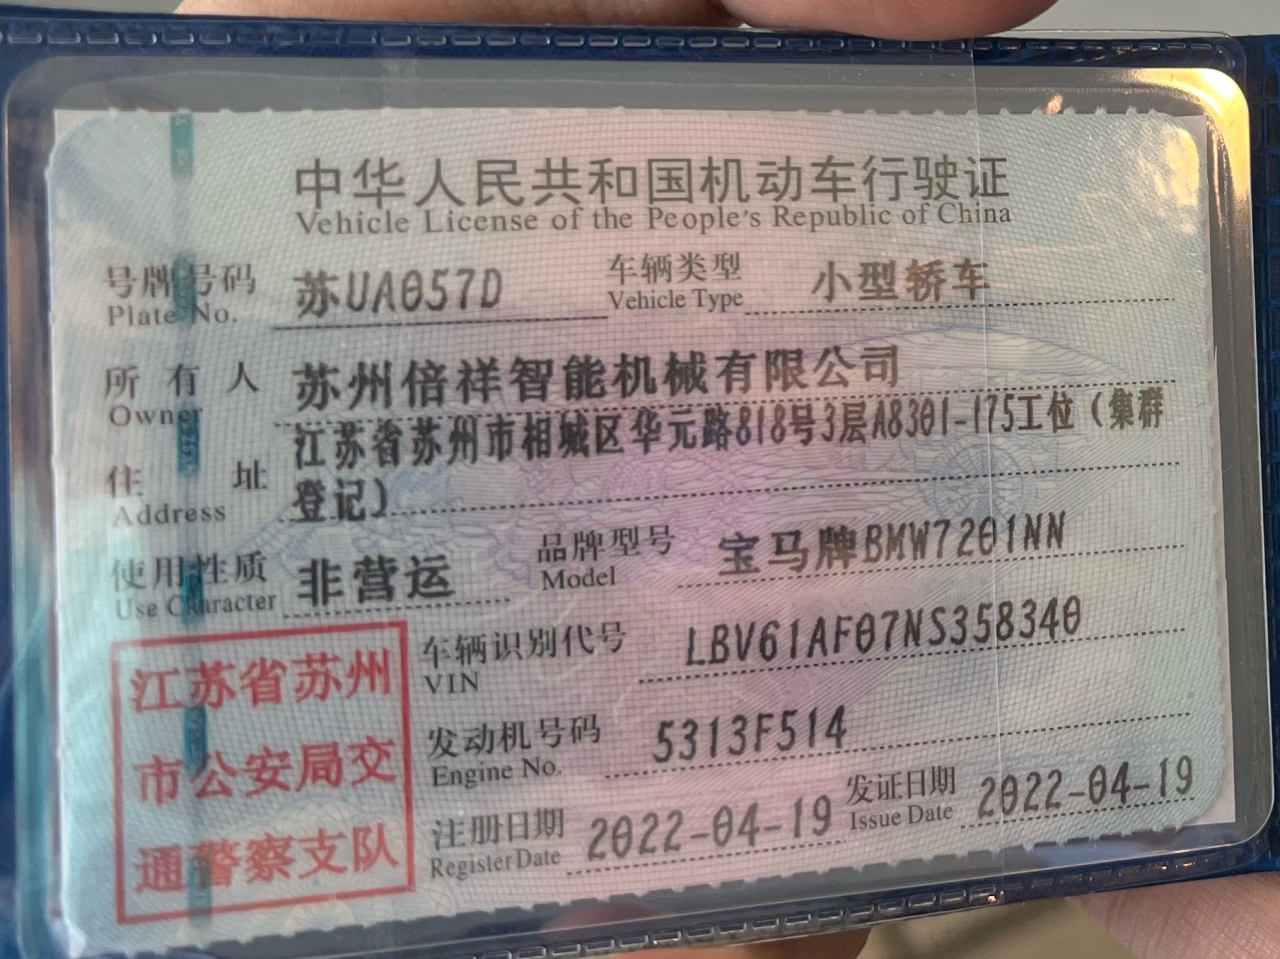 中华人民共和国机动车行驶证
Vehicle License of the People's Republic of China
号牌号码 苏UA057D 车辆类型 小型轿车
Plate No. Vehicle Type
所有人 苏州倍祥智能机械有限公司
Owner
住址 江苏省苏州市相城区华元路818号3层A8301-175工位（集群
Address 登记）
使用性质 非营运 品牌型号 宝马牌BMW7201NN
Use Character Model
车辆识别代号 LBV61AF07NS358340
VIN
发动机号码 5313F514
Engine No.
注册日期 2022-04-19 发证日期 2022-04-19
Register Date Issue Date
江苏省苏州
市公安局交
通警察支队